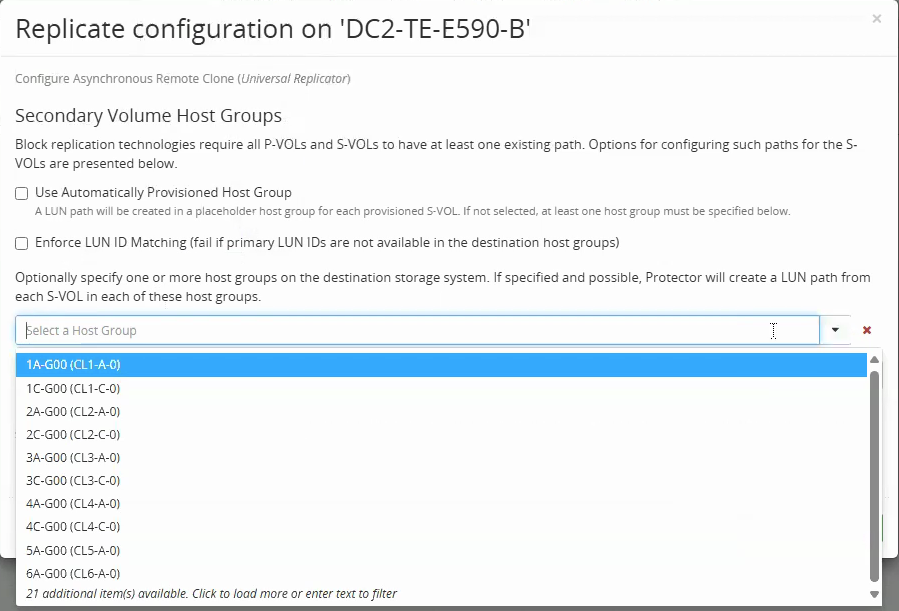 Replicate configuration on 'DC2-TE-E590-B'
×
Configure Asynchronous Remote Clone (Universal Replicator)
Secondary Volume Host Groups
Block replication technologies require all P-VOLs and S-VOLs to have at least one existing path. Options for configuring such paths for the S-
VOLs are presented below.
Use Automatically Provisioned Host Group
A LUN path will be created in a placeholder host group for each provisioned S-VOL. If not selected, at least one host group must be specified below.
Enforce LUN ID Matching (fail if primary LUN IDs are not available in the destination host groups)
Optionally specify one or more host groups on the destination storage system. If specified and possible, Protector will create a LUN path from
each S-VOL in each of these host groups.
Select a Host Group
1A-G00 (CL1-A-0)
1C-G00 (CL1-C-0)
2A-G00 (CL2-A-0)
2C-G00 (CL2-C-0)
3A-G00 (CL3-A-0)
3C-G00 (CL3-C-0)
4A-G00 (CL4-A-0)
4C-G00 (CL4-C-0)
5A-G00 (CL5-A-0)
6A-G00 (CL6-A-0)
21 additional item(s) available. Click to load more or enter text to filter